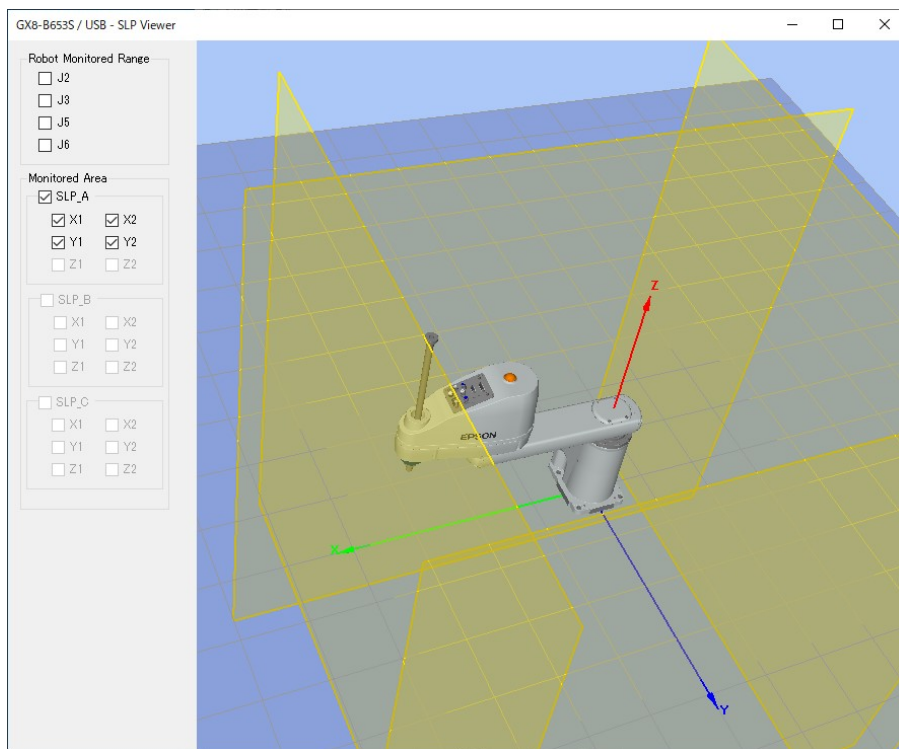 GX8-B653S / USB - SLP Viewer
Robot Monitored Range
J2
J3
J5
J6
Monitored Area
SLP_A
X1 X2
Y1 Y2
Z1 Z2
SLP_B
X1 X2
Y1 Y2
Z1 Z2
SLP_C
X1 X2
Y1 Y2
Z1 Z2
Z
EPSON
X
Y